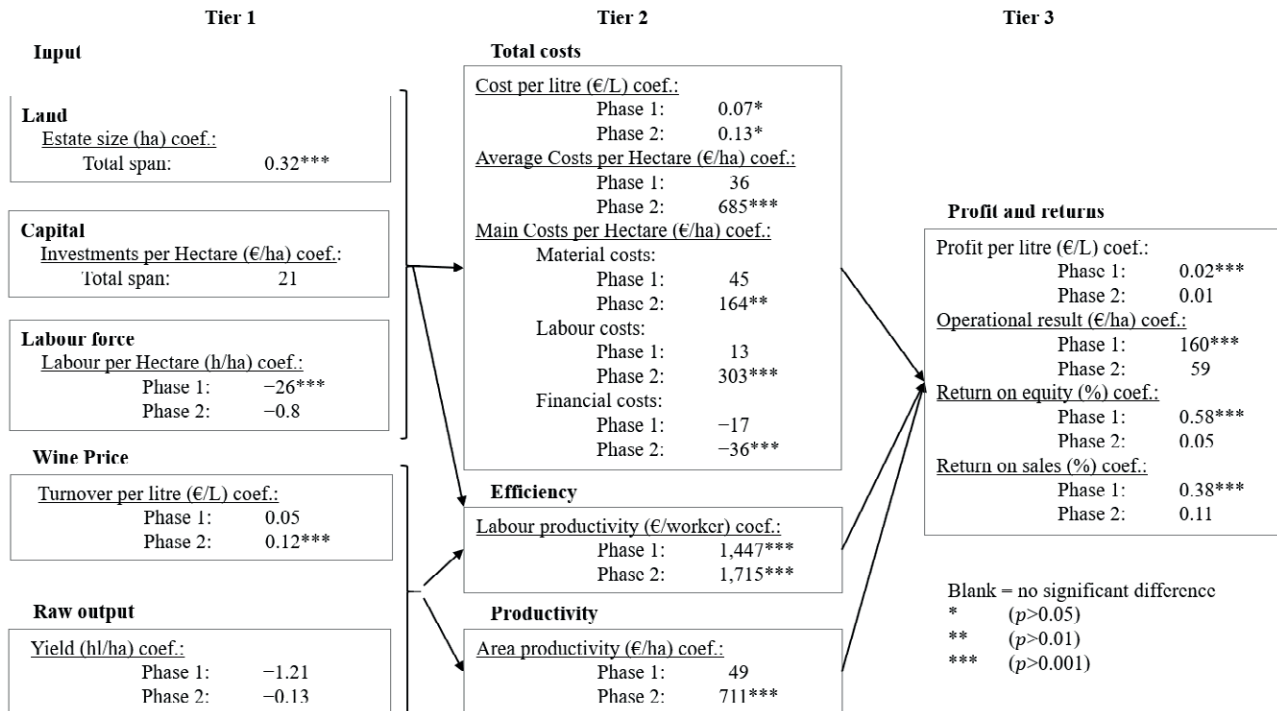 Tier 1
Tier 2
Tier 3
Input
Land
Estate size (ha) coef.:
Total span: 0.32***
Capital
Investments per Hectare (€/ha) coef.:
Total span: 21
Labour force
Labour per Hectare (h/ha) coef.:
Phase 1: −26***
Phase 2: −0.8
Wine Price
Turnover per litre (€/L) coef.:
Phase 1: 0.05
Phase 2: 0.12***
Raw output
Yield (hl/ha) coef.:
Phase 1: −1.21
Phase 2: −0.13
Total costs
Cost per litre (€/L) coef.:
Phase 1: 0.07*
Phase 2: 0.13*
Average Costs per Hectare (€/ha) coef.:
Phase 1: 36
Phase 2: 685***
Main Costs per Hectare (€/ha) coef.:
Material costs:
Phase 1: 45
Phase 2: 164**
Labour costs:
Phase 1: 13
Phase 2: 303***
Financial costs:
Phase 1: −17
Phase 2: −36***
Efficiency
Labour productivity (€/worker) coef.:
Phase 1: 1,447***
Phase 2: 1,715***
Productivity
Area productivity (€/ha) coef.:
Phase 1: 49
Phase 2: 711***
Profit and returns
Profit per litre (€/L) coef.:
Phase 1: 0.02***
Phase 2: 0.01
Operational result (€/ha) coef.:
Phase 1: 160***
Phase 2: 59
Return on equity (%) coef.:
Phase 1: 0.58***
Phase 2: 0.05
Return on sales (%) coef.:
Phase 1: 0.38***
Phase 2: 0.11
Blank = no significant difference
* (p>0.05)
** (p>0.01)
*** (p>0.001)